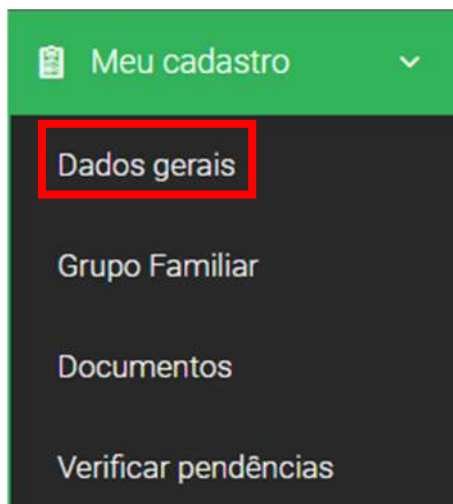 Meu cadastro
Dados gerais
Grupo Familiar
Documentos
Verificar pendências